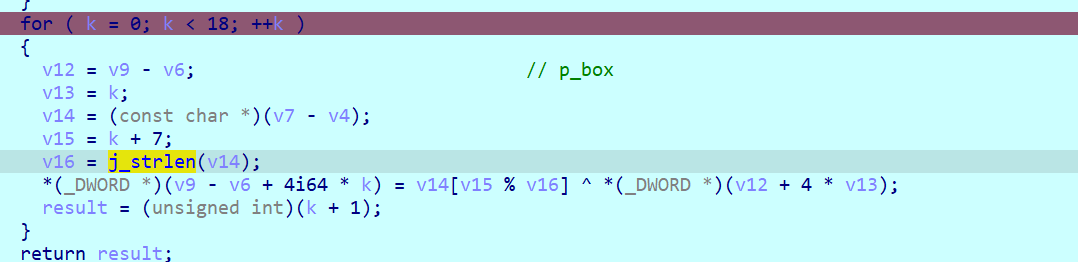 }
for ( k = 0; k < 18; ++k )
{
v12 = v9 - v6; // p_box
v13 = k;
v14 = (const char *)(v7 - v4);
v15 = k + 7;
v16 = j_strlen(v14);
*(_DWORD *)(v9 - v6 + 4i64 * k) = v14[v15 % v16] ^ *(_DWORD *)(v12 + 4 * v13);
result = (unsigned int)(k + 1);
}
return result;